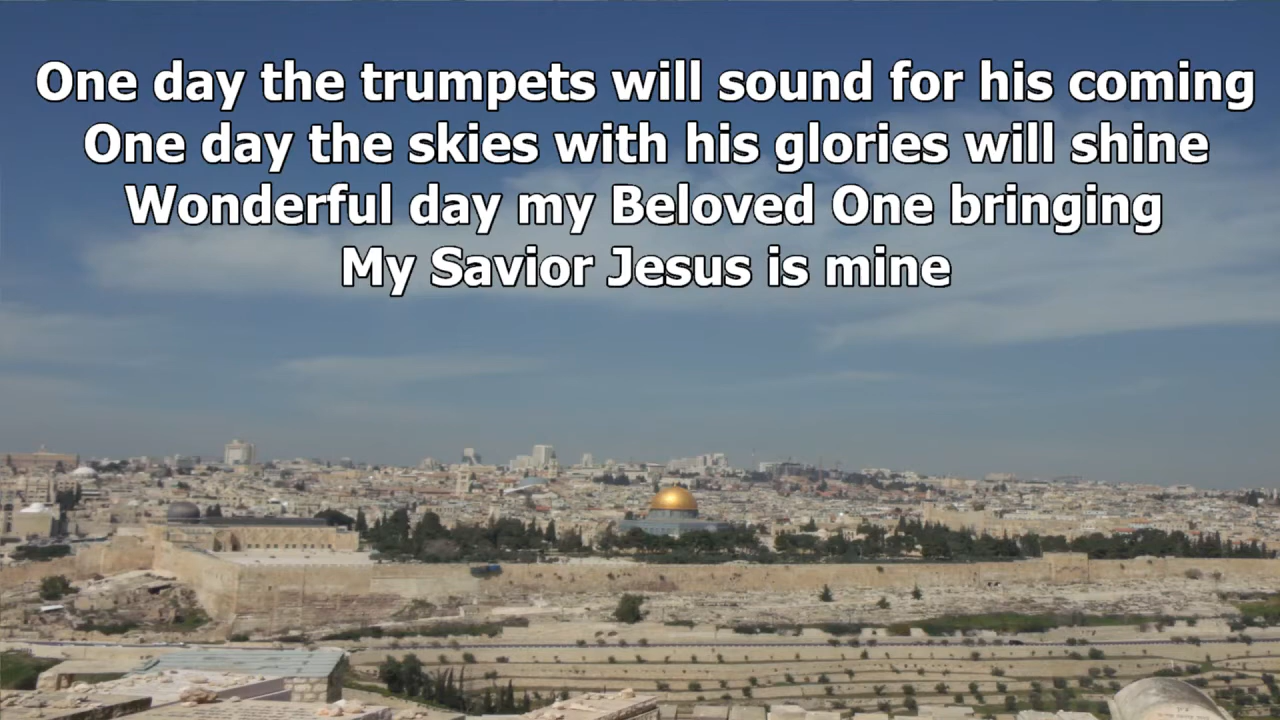 One day the trumpets will sound for his coming
One day the skies with his glories will shine
Wonderful day my Beloved One bringing
My Savior Jesus is mine